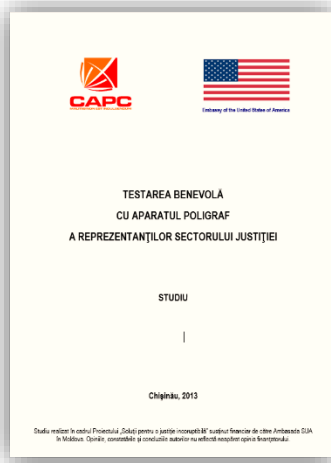 CAPC
Embassy of the United States of America
TESTAREA BENEVOLĂ
CU APARATUL POLIGRAF
A REPREZENTANŢILOR SECTORULUI JUSTIŢIEI
STUDIU
Chişinău, 2013
Studiu realizat în cadrul Proiectului „Soluţii pentru o justiţie incoruptibilă” susţinut financiar de către Ambasada SUA
în Moldova. Opiniile, constatările şi concluziile autorilor nu reflectă neapărat opinia finanţatorului.